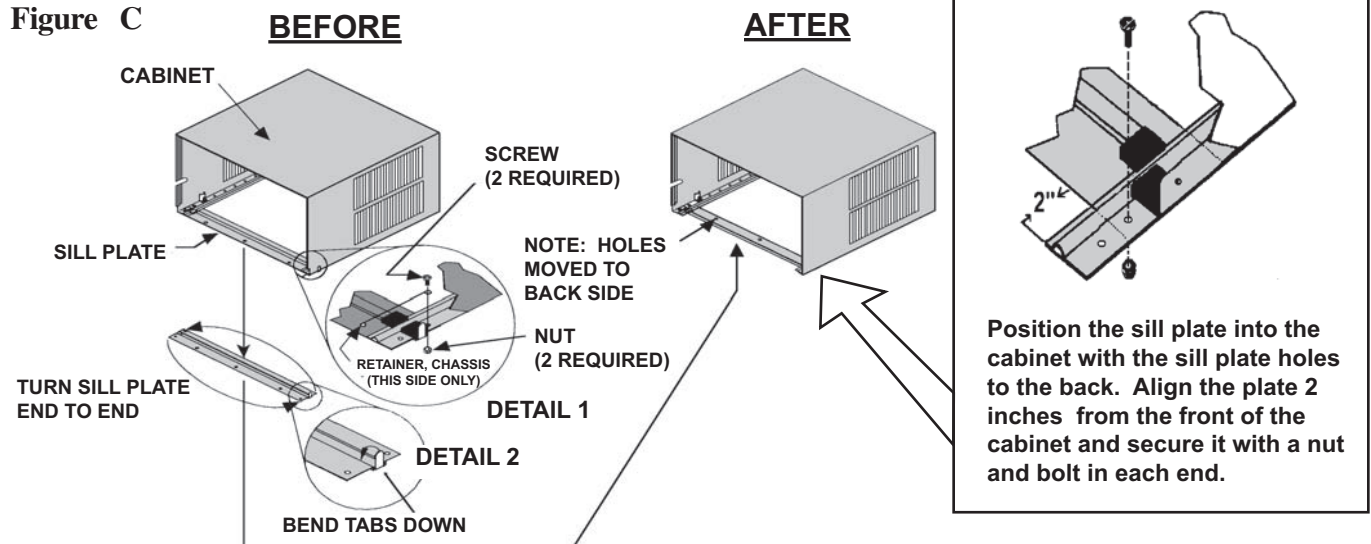 Figure C
BEFORE
AFTER
CABINET
SCREW
(2 REQUIRED)
SILL PLATE
NOTE: HOLES
MOVED TO
BACK SIDE
NUT
(2 REQUIRED)
RETAINER, CHASSIS
(THIS SIDE ONLY)
TURN SILL PLATE
END TO END
DETAIL 1
DETAIL 2
BEND TABS DOWN
2"
Position the sill plate into the
cabinet with the sill plate holes
to the back. Align the plate 2
inches from the front of the
cabinet and secure it with a nut
and bolt in each end.